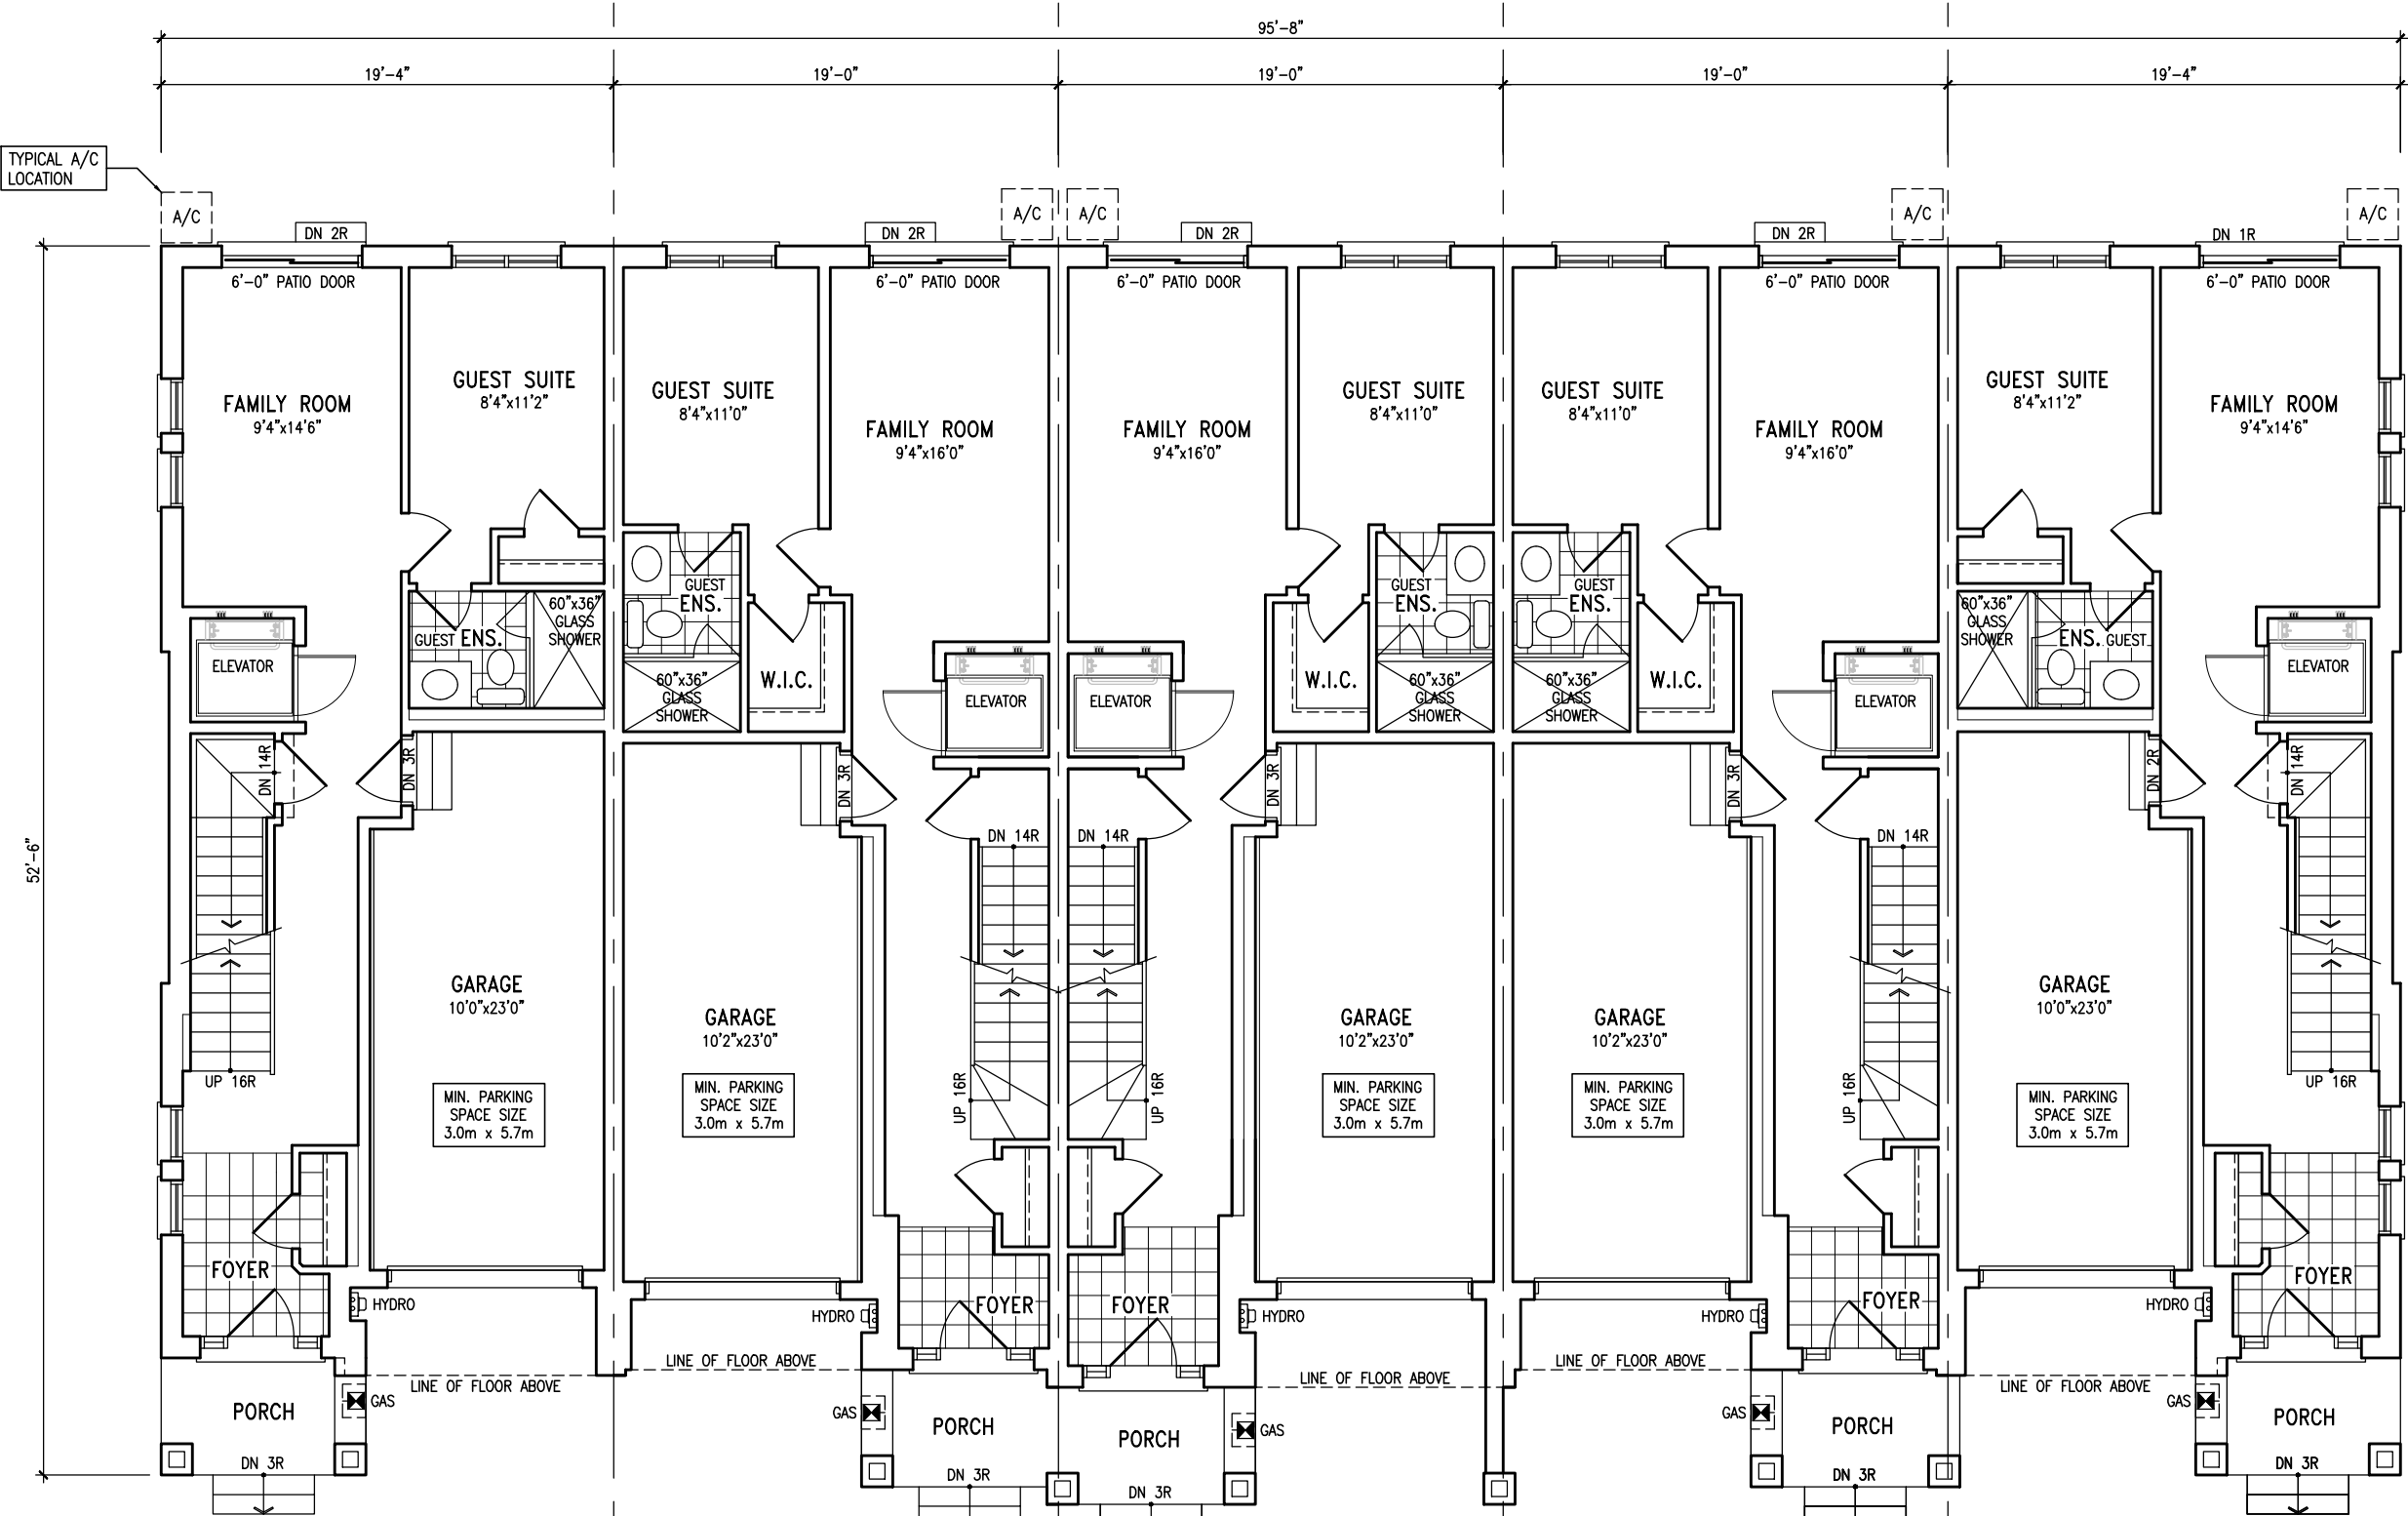 95'-8"
19'-4"
19'-0"
19'-0"
19'-0"
19'-4"
TYPICAL A/C
LOCATION
A/C
A/C
A/C
A/C
A/C
DN 2R
DN 2R
DN 2R
DN 2R
DN 1R
6'-0" PATIO DOOR
6'-0" PATIO DOOR
6'-0" PATIO DOOR
6'-0" PATIO DOOR
6'-0" PATIO DOOR
FAMILY ROOM
9'4"x14'6"
GUEST SUITE
8'4"x11'2"
GUEST SUITE
8'4"x11'0"
FAMILY ROOM
9'4"x16'0"
FAMILY ROOM
9'4"x16'0"
GUEST SUITE
8'4"x11'0"
GUEST SUITE
8'4"x11'0"
FAMILY ROOM
9'4"x16'0"
GUEST SUITE
8'4"x11'2"
FAMILY ROOM
9'4"x14'6"
GUEST ENS.
60"x36"
GLASS
SHOWER
GUEST
ENS.
GUEST
ENS.
GUEST
ENS.
60"x36"
GLASS
SHOWER
ENS. GUEST
ELEVATOR
60"x36"
GLASS
SHOWER
W.I.C.
ELEVATOR
ELEVATOR
W.I.C.
60"x36"
GLASS
SHOWER
60"x36"
GLASS
SHOWER
W.I.C.
ELEVATOR
ELEVATOR
DN 14R
DN 3R
DN 3R
DN 3R
DN 3R
DN 2R
DN 14R
DN 14R
DN 14R
DN 14R
52'-6"
GARAGE
10'0"x23'0"
GARAGE
10'2"x23'0"
GARAGE
10'2"x23'0"
GARAGE
10'2"x23'0"
GARAGE
10'0"x23'0"
UP 16R
UP 16R
UP 16R
UP 16R
UP 16R
MIN. PARKING
SPACE SIZE
3.0m x 5.7m
MIN. PARKING
SPACE SIZE
3.0m x 5.7m
MIN. PARKING
SPACE SIZE
3.0m x 5.7m
MIN. PARKING
SPACE SIZE
3.0m x 5.7m
MIN. PARKING
SPACE SIZE
3.0m x 5.7m
FOYER
FOYER
FOYER
FOYER
FOYER
HYDRO
HYDRO
HYDRO
HYDRO
HYDRO
LINE OF FLOOR ABOVE
LINE OF FLOOR ABOVE
LINE OF FLOOR ABOVE
LINE OF FLOOR ABOVE
LINE OF FLOOR ABOVE
GAS
GAS
GAS
GAS
GAS
PORCH
PORCH
PORCH
PORCH
PORCH
DN 3R
DN 3R
DN 3R
DN 3R
DN 3R